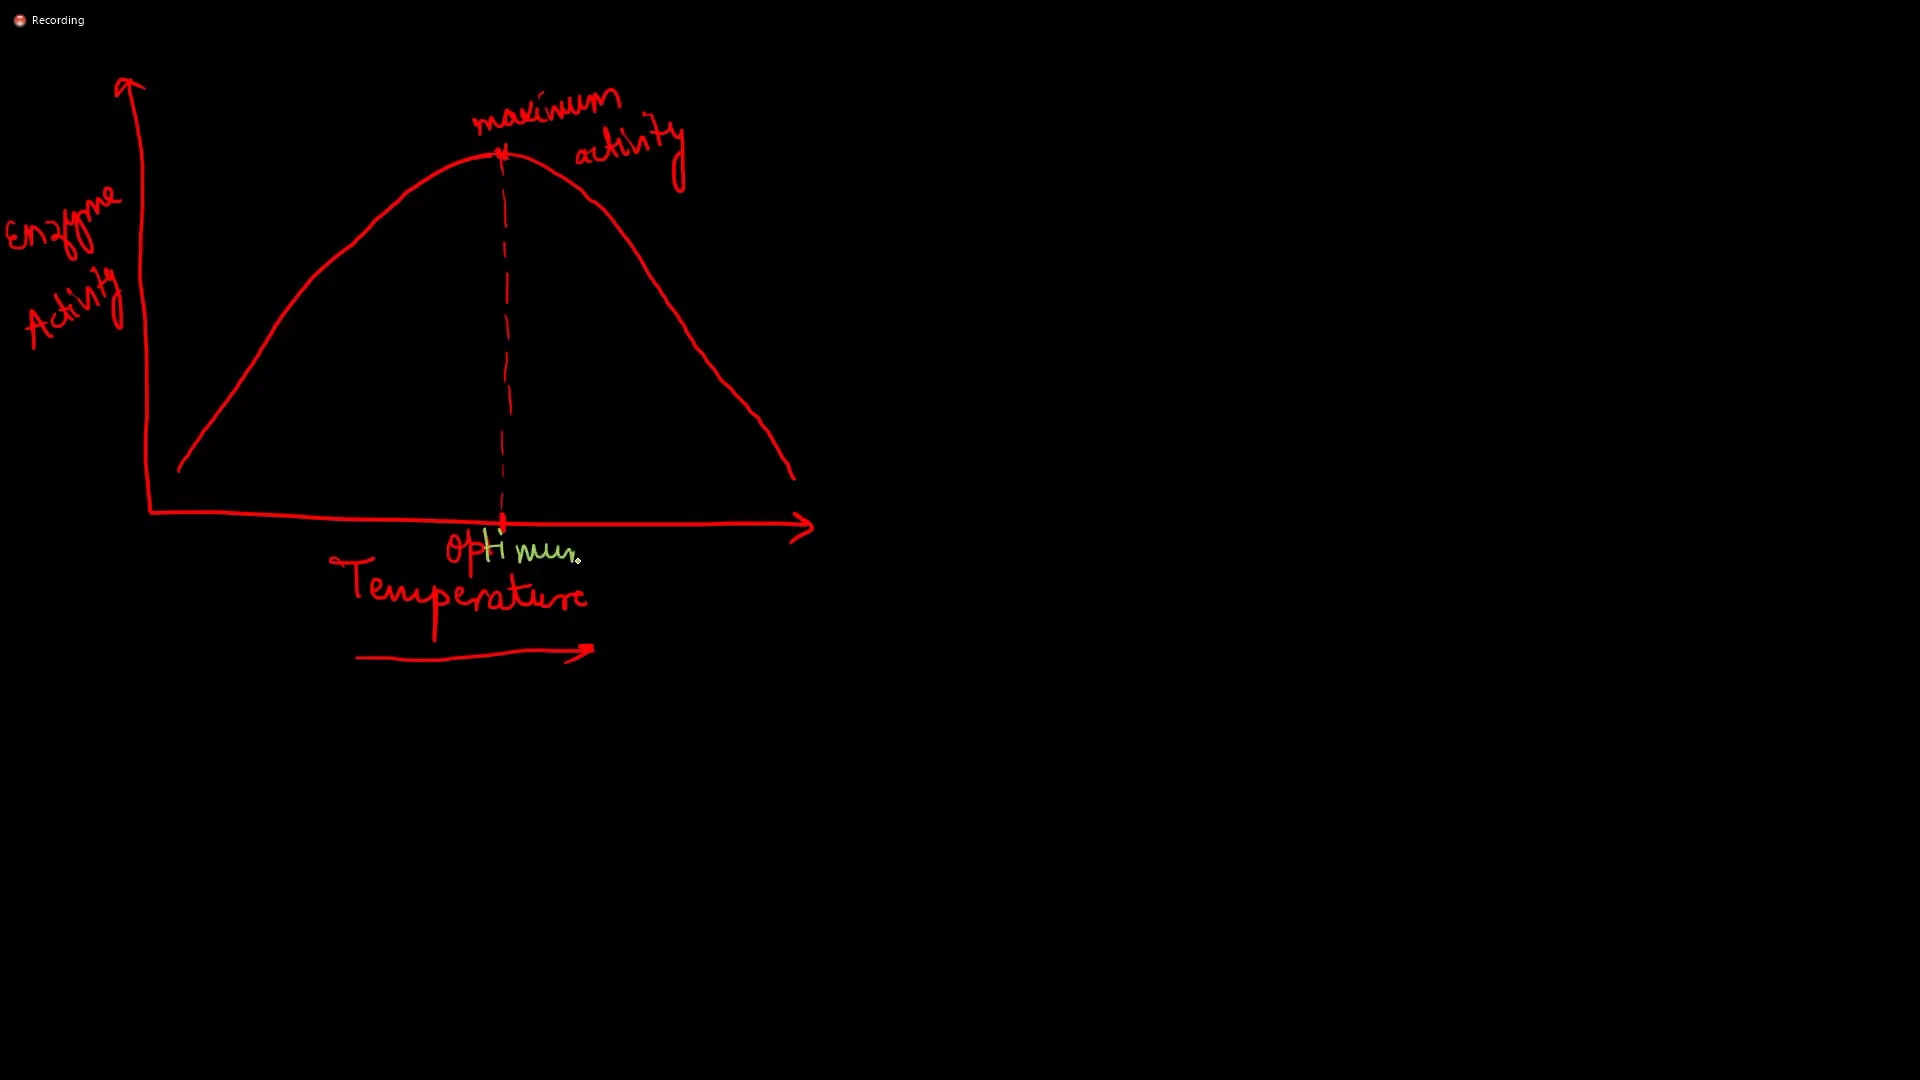 Recording
maximum
activity
Enzyme
Activity
Optimum
Temperature